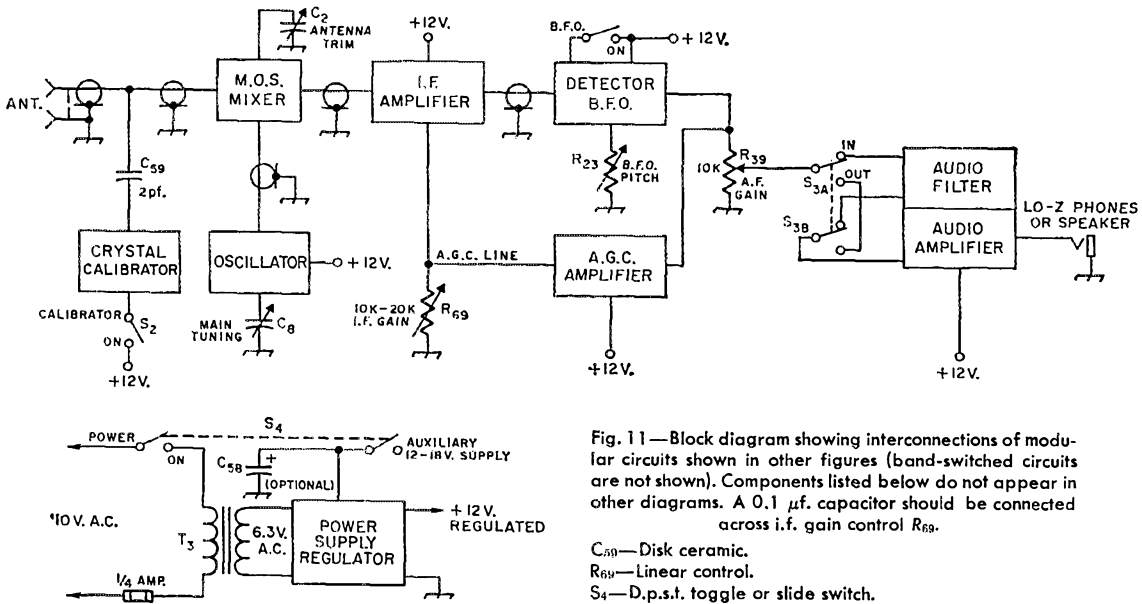 C2
ANTENNA
TRIM
+12V.
B.F.O.
ON
+12V.
ANT.
M.O.S.
MIXER
I.F.
AMPLIFIER
DETECTOR
B.F.O.
C59
2pf.
R23
B.F.O.
PITCH
10K
R39
A.F.
GAIN
IN
S3A
OUT
S3B
AUDIO
FILTER
AUDIO
AMPLIFIER
LO-Z PHONES
OR SPEAKER
CRYSTAL
CALIBRATOR
OSCILLATOR
+12V.
A.G.C. LINE
A.G.C.
AMPLIFIER
CALIBRATOR
S2
ON
+12V.
MAIN
TUNING
C8
10K-20K
I.F. GAIN
R69
+12V.
+12V.
POWER
ON
S4
AUXILIARY
12-18V. SUPPLY
C58
+
(OPTIONAL)
T3
6.3V.
A.C.
POWER
SUPPLY
REGULATOR
+12V.
REGULATED
10V. A.C.
1/4 AMP.
Fig. 11—Block diagram showing interconnections of modu-
lar circuits shown in other figures (band-switched circuits
are not shown). Components listed below do not appear in
other diagrams. A 0.1 μf. capacitor should be connected
across i.f. gain control R69.
C59—Disk ceramic.
R69—Linear control.
S4—D.p.s.t. toggle or slide switch.